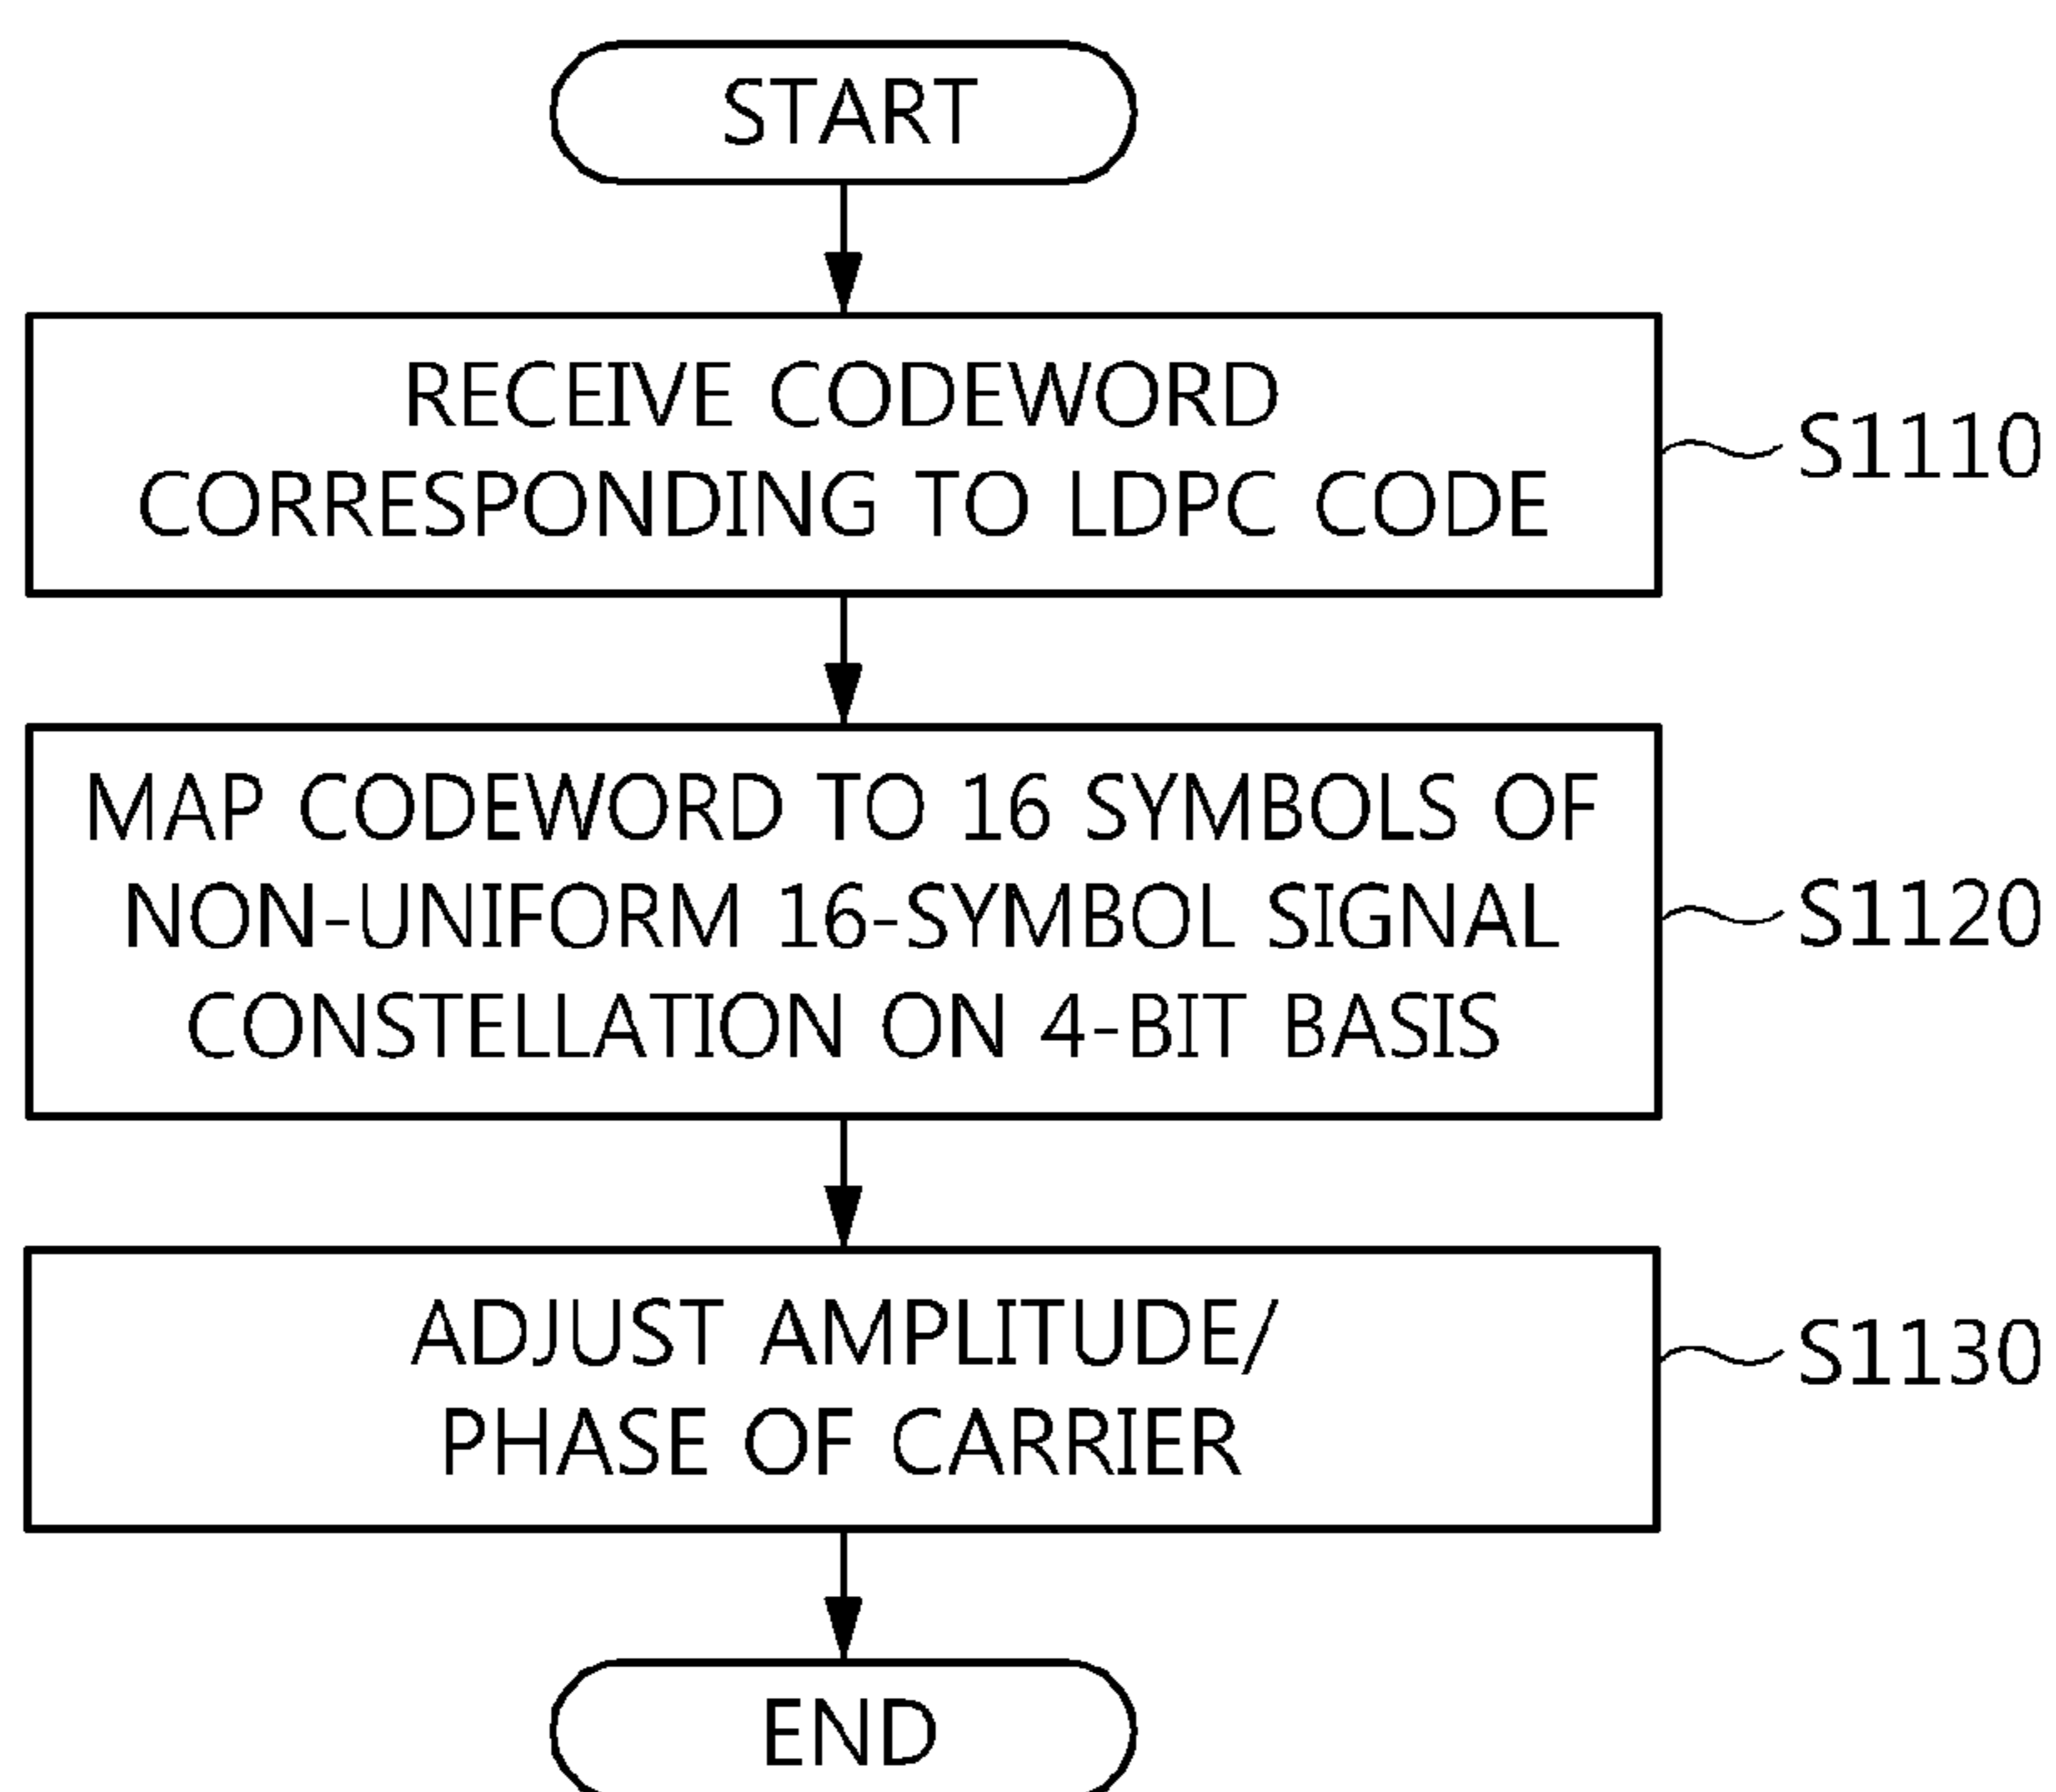 START
RECEIVE CODEWORD
CORRESPONDING TO LDPC CODE
S1110
MAP CODEWORD TO 16 SYMBOLS OF
NON-UNIFORM 16-SYMBOL SIGNAL
CONSTELLATION ON 4-BIT BASIS
S1120
ADJUST AMPLITUDE/
PHASE OF CARRIER
S1130
END